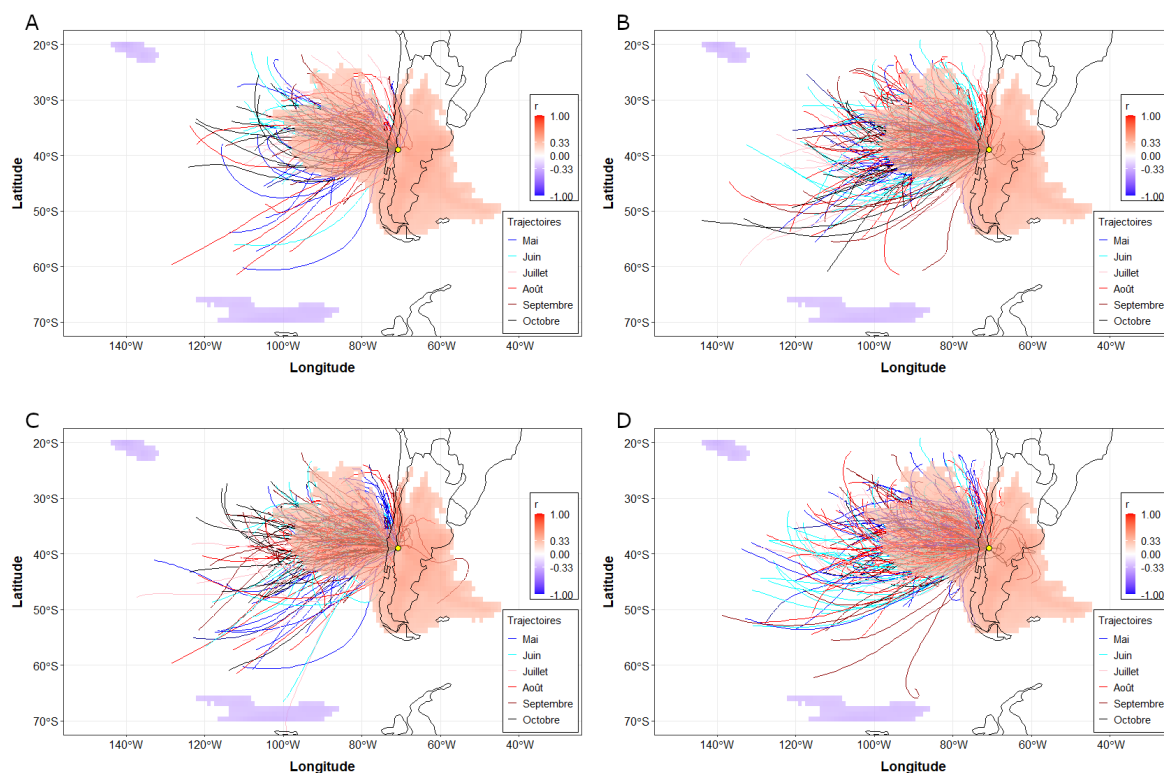 A
20°S
30°S
40°S
50°S
60°S
70°S
Latitude
140°W
120°W
100°W
80°W
60°W
40°W
Longitude
r
1.00
0.33
0.00
-0.33
-1.00
Trajectoires
Mai
Juin
Juillet
Août
Septembre
Octobre
B
20°S
30°S
40°S
50°S
60°S
70°S
Latitude
140°W
120°W
100°W
80°W
60°W
40°W
Longitude
r
1.00
0.33
0.00
-0.33
-1.00
Trajectoires
Mai
Juin
Juillet
Août
Septembre
Octobre
C
20°S
30°S
40°S
50°S
60°S
70°S
Latitude
140°W
120°W
100°W
80°W
60°W
40°W
Longitude
r
1.00
0.33
0.00
-0.33
-1.00
Trajectoires
Mai
Juin
Juillet
Août
Septembre
Octobre
D
20°S
30°S
40°S
50°S
60°S
70°S
Latitude
140°W
120°W
100°W
80°W
60°W
40°W
Longitude
r
1.00
0.33
0.00
-0.33
-1.00
Trajectoires
Mai
Juin
Juillet
Août
Septembre
Octobre